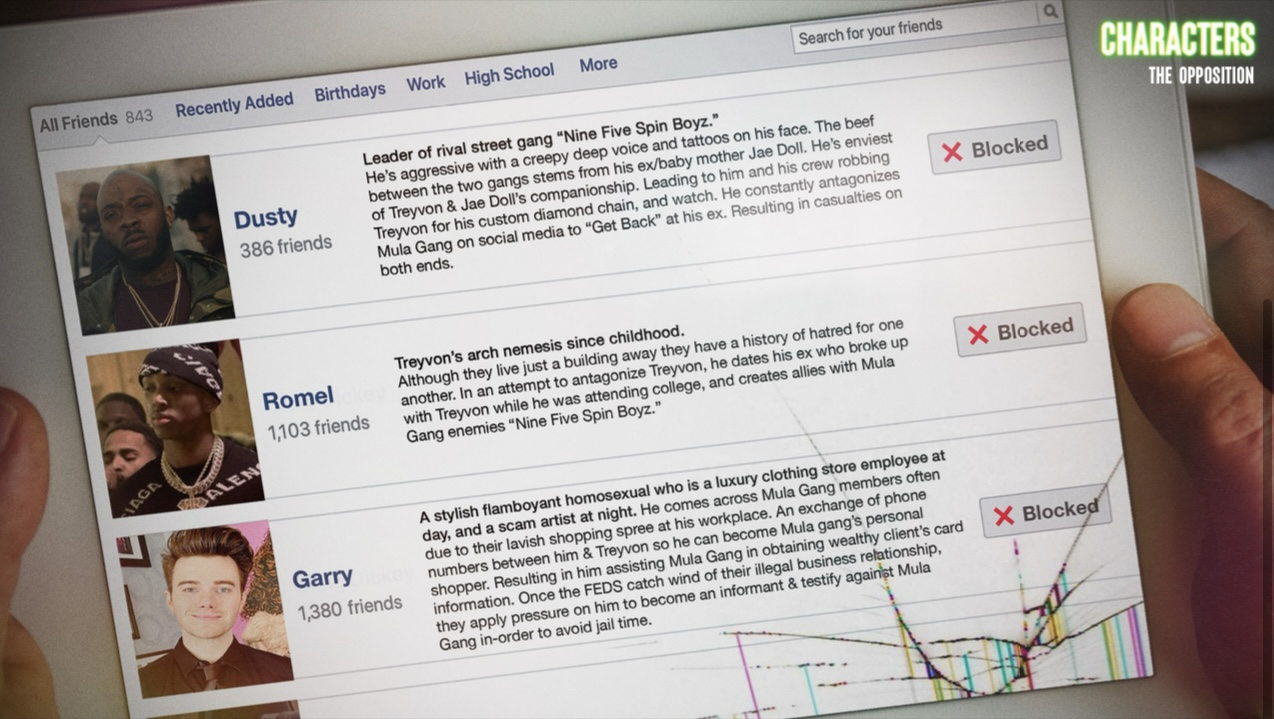 CHARACTERS
THE OPPOSITION
Search for your friends
All Friends 843 Recently Added Birthdays Work High School More
Dusty
386 friends
Leader of rival street gang “Nine Five Spin Boyz.”
He’s aggressive with a creepy deep voice and tattoos on his face. The beef
between the two gangs stems from his ex/baby mother Jae Doll. He’s enviest
of Treyvon & Jae Doll’s companionship. Leading to him and his crew robbing
Treyvon for his custom diamond chain, and watch. He constantly antagonizes
Mula Gang on social media to “Get Back” at his ex. Resulting in casualties on
both ends.
Blocked
Romel
1,103 friends
Treyvon’s arch nemesis since childhood.
Although they live just a building away they have a history of hatred for one
another. In an attempt to antagonize Treyvon, he dates his ex who broke up
with Treyvon while he was attending college, and creates allies with Mula
Gang enemies “Nine Five Spin Boyz.”
Blocked
Garry
1,380 friends
A stylish flamboyant homosexual who is a luxury clothing store employee at
day, and a scam artist at night. He comes across Mula Gang members often
due to their lavish shopping spree at his workplace. An exchange of phone
numbers between him & Treyvon so he can become Mula gang’s personal
shopper. Resulting in him assisting Mula Gang in obtaining wealthy client’s card
information. Once the FEDS catch wind of their illegal business relationship,
they apply pressure on him to become an informant & testify against Mula
Gang in-order to avoid jail time.
Blocked